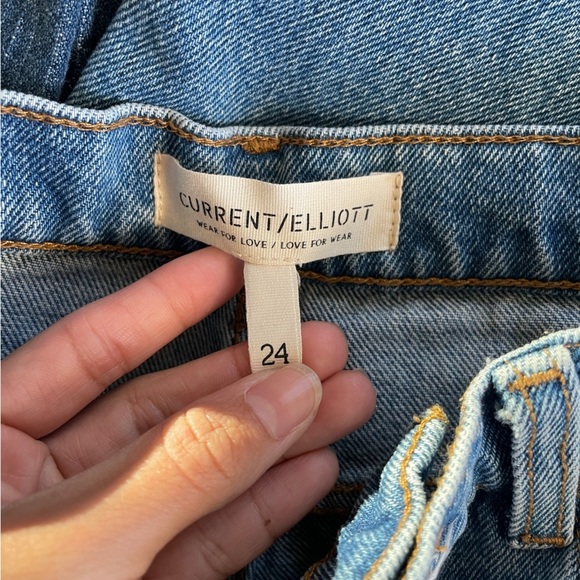 CURRENT/ELLIOTT
WEAR FOR LOVE / LOVE FOR WEAR
24